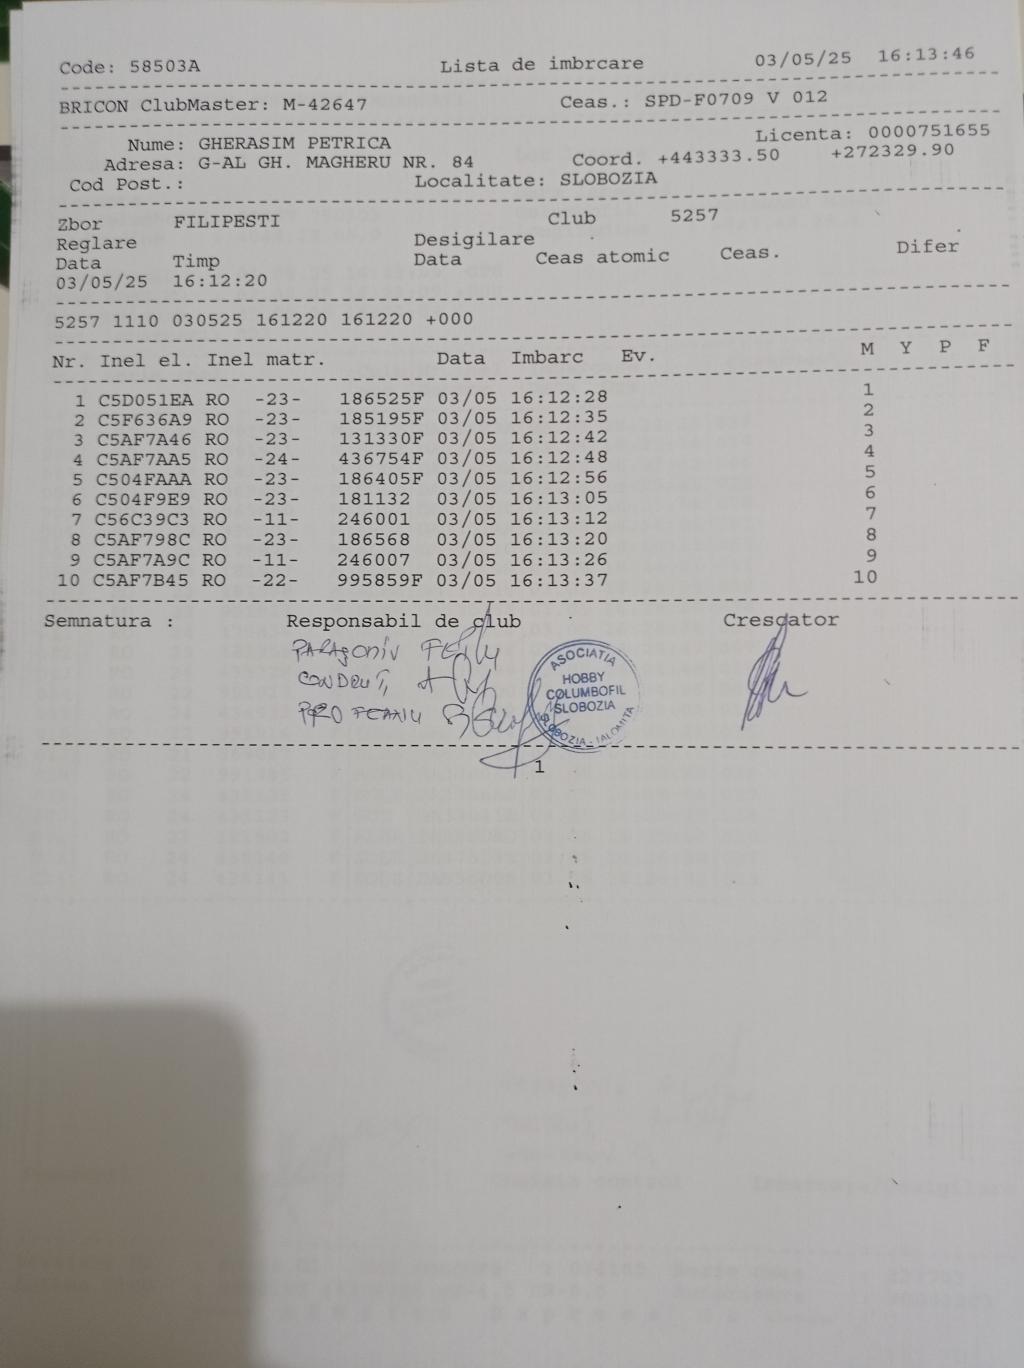 Code: 58503A Lista de imbrcare 03/05/25 16:13:46
BRICON ClubMaster: M-42647 Ceas.: SPD-F0709 V 012
Nume: GHERASIM PETRICA Licenta: 0000751655
Adresa: G-AL GH. MAGHERU NR. 84 Coord. +443333.50 +272329.90
Cod Post.: Localitate: SLOBOZIA
Zbor FILIPESTI Club 5257
Reglare Desigilare
Data Timp Data Ceas atomic Ceas. Difer
03/05/25 16:12:20
5257 1110 030525 161220 161220 +000
Nr. Inel el. Inel matr. Data Imbarc Ev. M Y P F
1 C5D051EA RO -23- 186525F 03/05 16:12:28 1
2 C5F636A9 RO -23- 185195F 03/05 16:12:35 2
3 C5AF7A46 RO -23- 131330F 03/05 16:12:42 3
4 C5AF7AA5 RO -24- 436754F 03/05 16:12:48 4
5 C504FAAA RO -23- 186405F 03/05 16:12:56 5
6 C504F9E9 RO -23- 181132 03/05 16:13:05 6
7 C56C39C3 RO -11- 246001 03/05 16:13:12 7
8 C5AF798C RO -23- 186568 03/05 16:13:20 8
9 C5AF7A9C RO -11- 246007 03/05 16:13:26 9
10 C5AF7B45 RO -22- 995859F 03/05 16:13:37 10
Semnatura : Responsabil de club Crescator
ASOCIATIA
HOBBY
COLUMBOFIL
SLOBOZIA
SLOBOZIA - IALOMITA
1